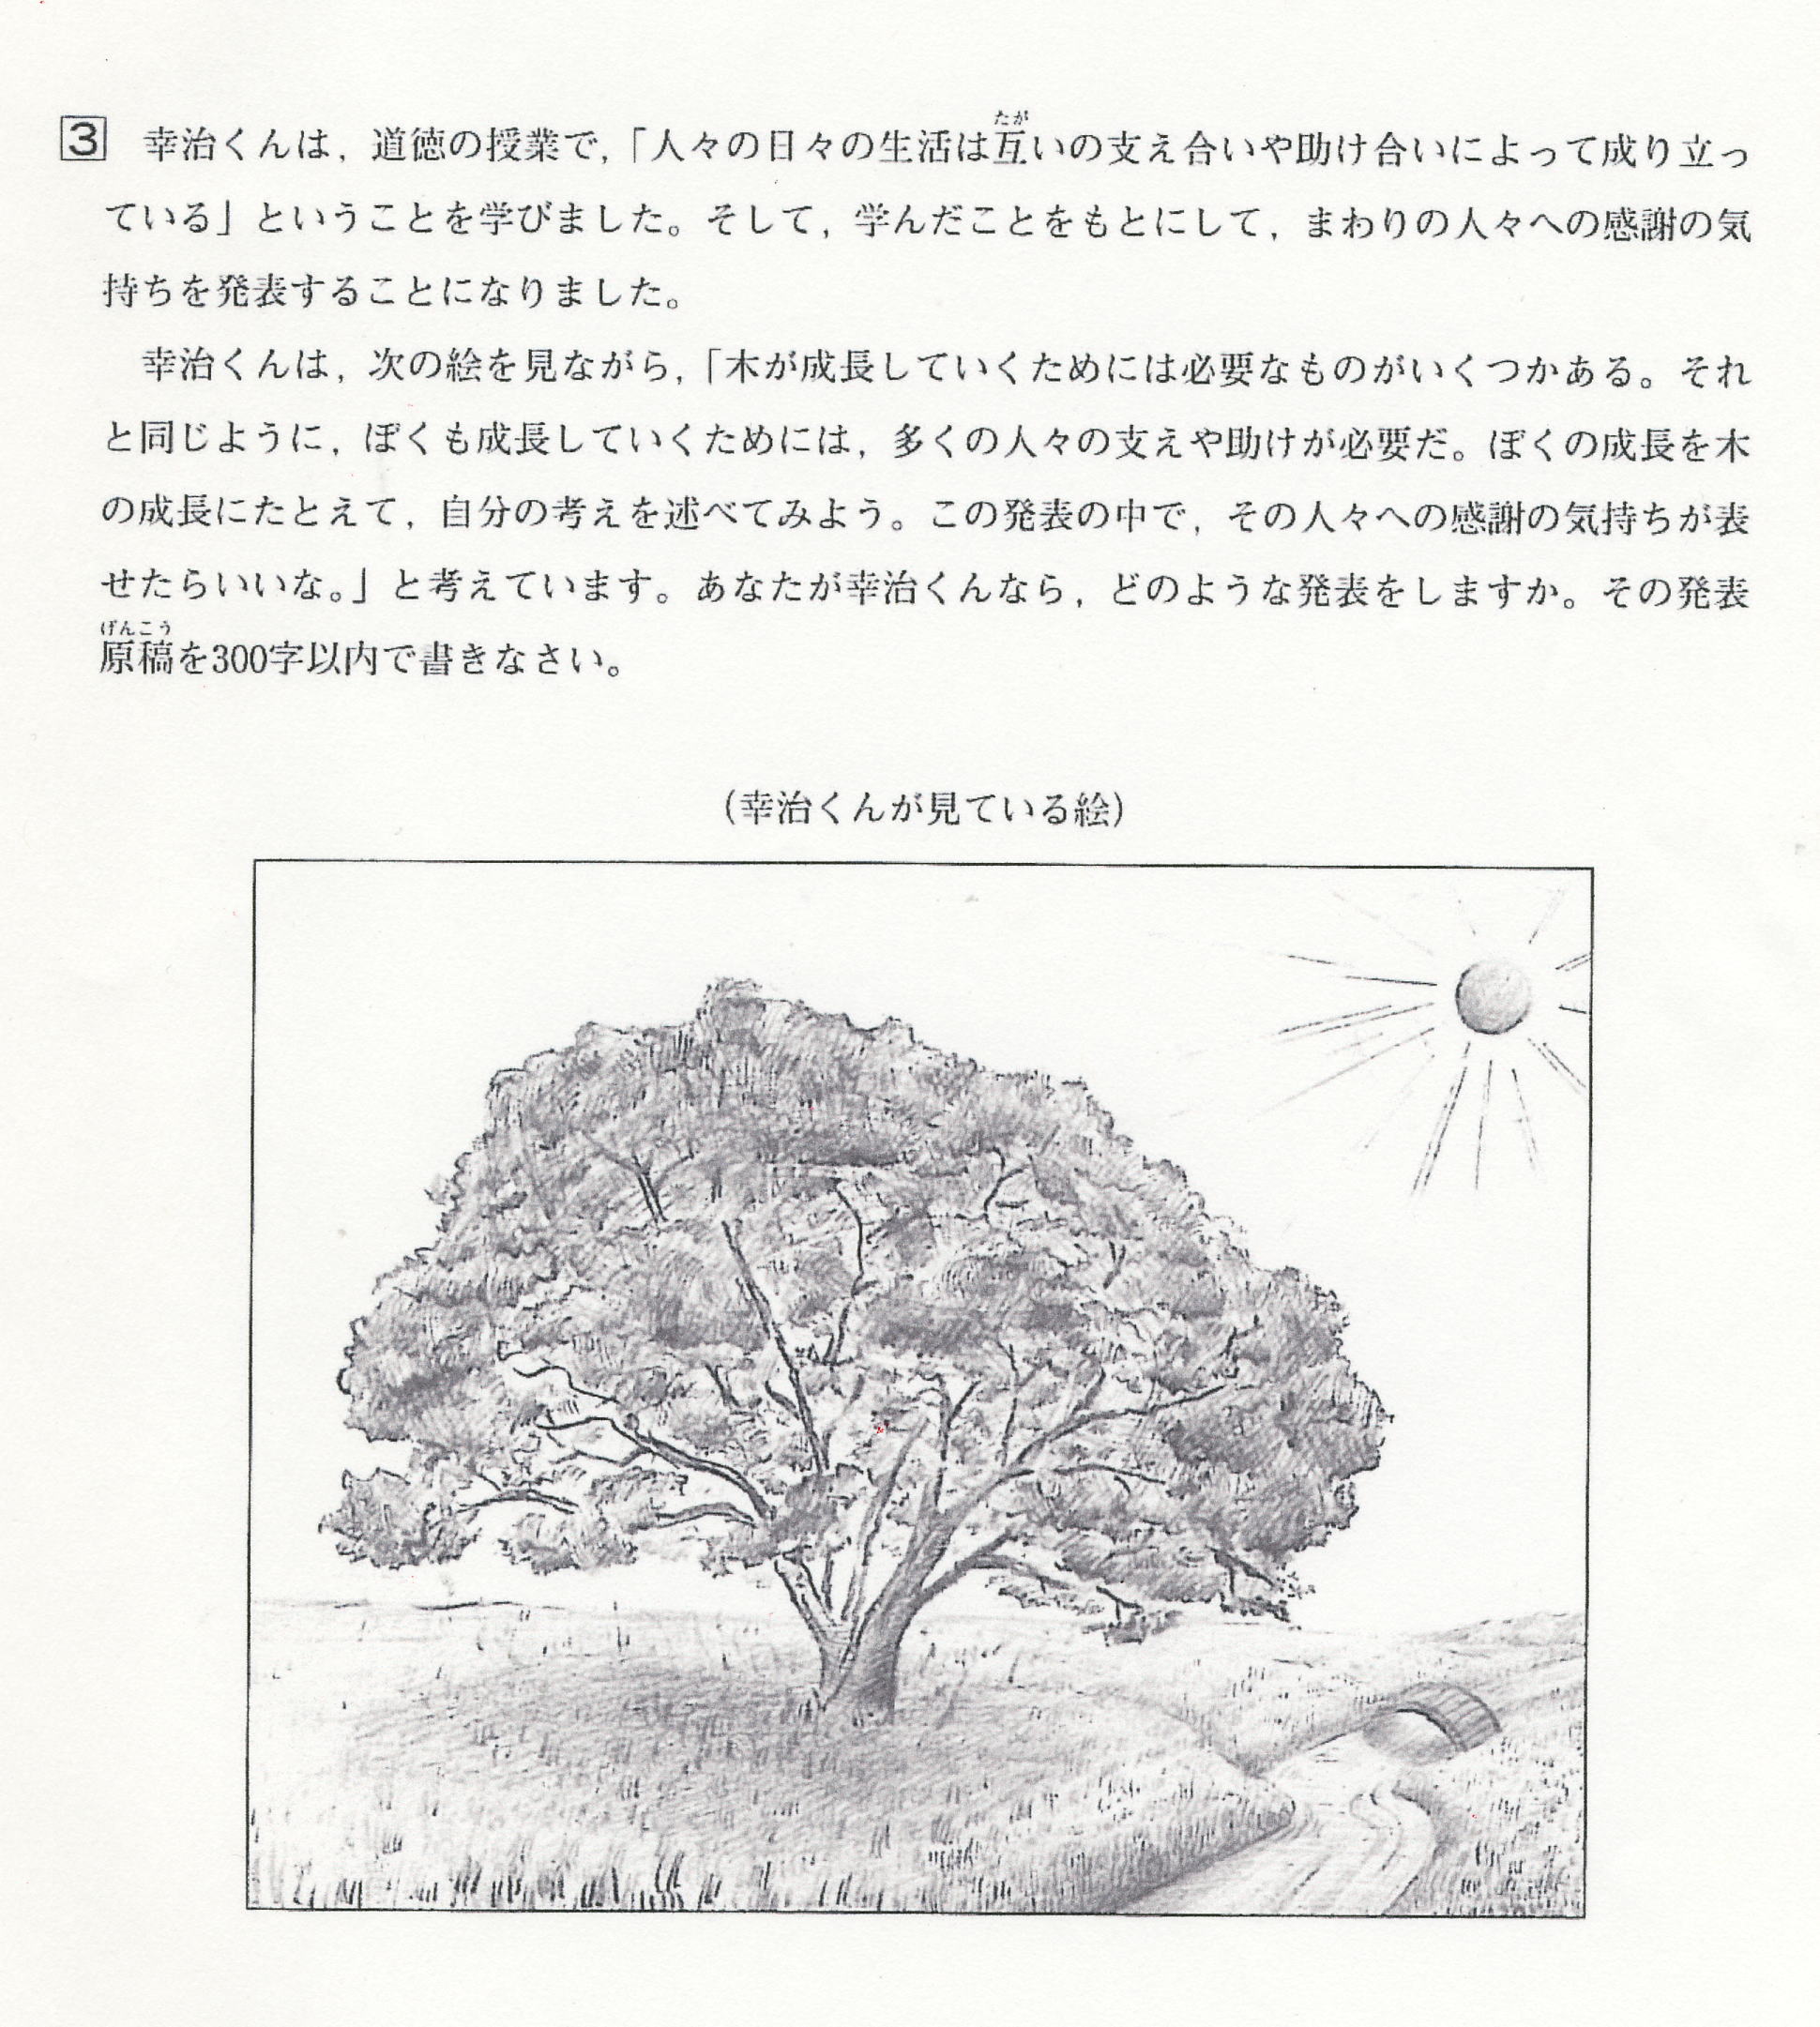 3 幸治くんは，道徳の授業で，「人々の日々の生活は互いの支え合いや助け合いによって成り立っ
たが
ている」ということを学びました。そして，学んだことをもとにして，まわりの人々への感謝の気
持ちを発表することになりました。
幸治くんは，次の絵を見ながら，「木が成長していくためには必要なものがいくつかある。それ
と同じように，ぼくも成長していくためには，多くの人々の支えや助けが必要だ。ぼくの成長を木
の成長にたとえて，自分の考えを述べてみよう。この発表の中で，その人々への感謝の気持ちが表
せたらいいな。」と考えています。あなたが幸治くんなら，どのような発表をしますか。その発表
げんこう
原稿を300字以内で書きなさい。
（幸治くんが見ている絵）